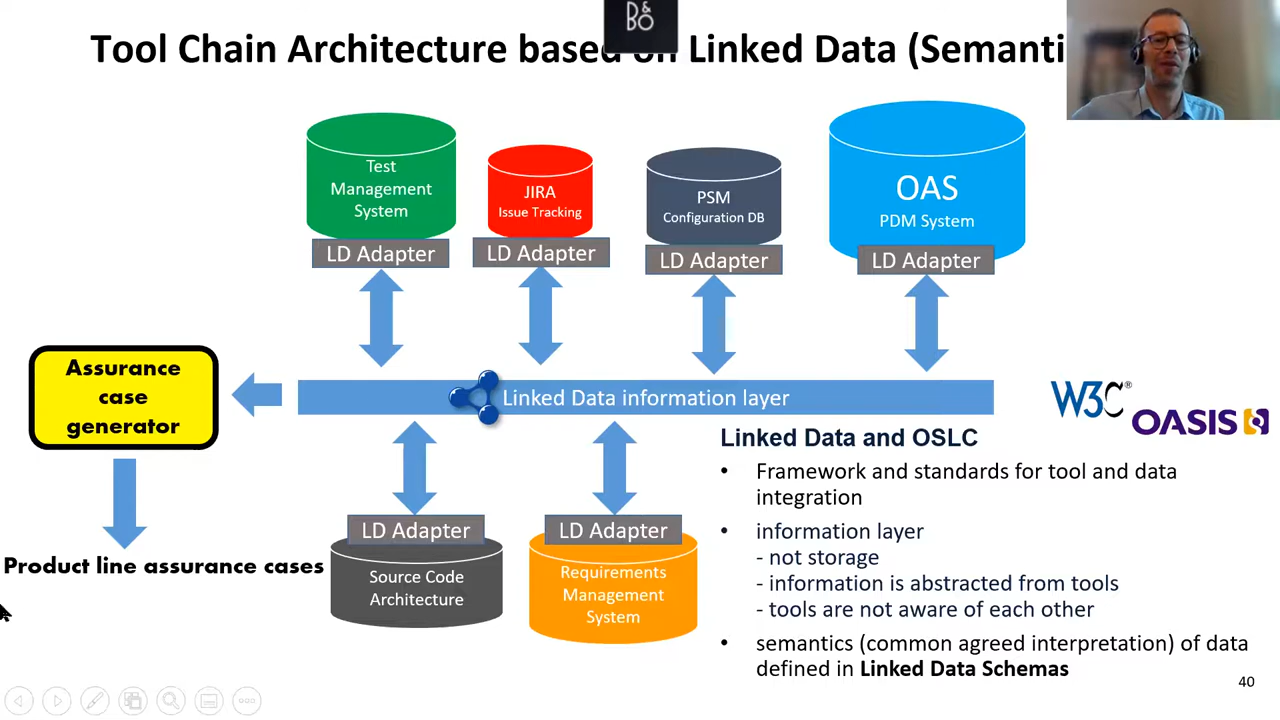 D&
BO
Tool Chain Architecture based on Linked Data (Semanti
Test
Management
System
LD Adapter
JIRA
Issue Tracking
LD Adapter
PSM
Configuration DB
LD Adapter
OAS
PDM System
LD Adapter
Assurance
case
generator
Linked Data information layer
W3C®
OASIS
Product line assurance cases
LD Adapter
Source Code
Architecture
LD Adapter
Requirements
Management
System
Linked Data and OSLC
• Framework and standards for tool and data
integration
• information layer
- not storage
- information is abstracted from tools
- tools are not aware of each other
• semantics (common agreed interpretation) of data
defined in Linked Data Schemas
40